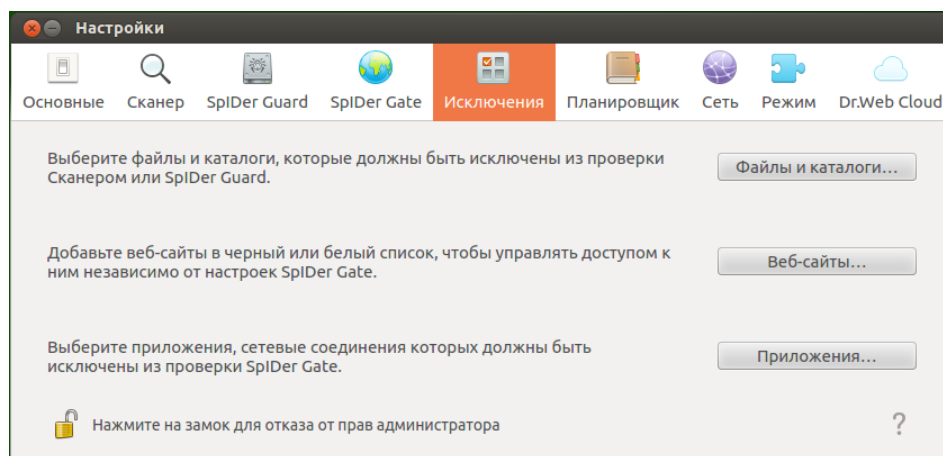 Настройки
Основные Сканер SpIDer Guard SpIDer Gate Исключения Планировщик Сеть Режим Dr.Web Cloud
Выберите файлы и каталоги, которые должны быть исключены из проверки
Сканером или SpIDer Guard.
Файлы и каталоги...
Добавьте веб-сайты в черный или белый список, чтобы управлять доступом к
ним независимо от настроек SpIDer Gate.
Веб-сайты...
Выберите приложения, сетевые соединения которых должны быть
исключены из проверки SpIDer Gate.
Приложения...
Нажмите на замок для отказа от прав администратора
?